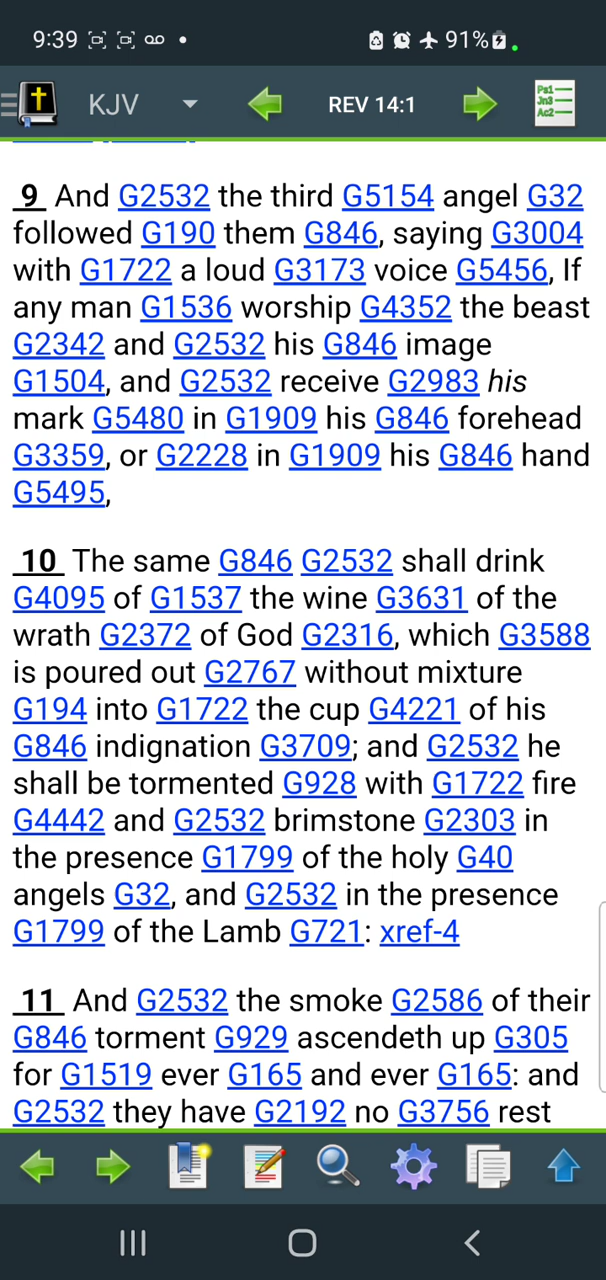 9:39 91%
KJV REV 14:1
Ps1
Jn3
Ac2
9 And G2532 the third G5154 angel G32
followed G190 them G846, saying G3004
with G1722 a loud G3173 voice G5456, If
any man G1536 worship G4352 the beast
G2342 and G2532 his G846 image
G1504, and G2532 receive G2983 his
mark G5480 in G1909 his G846 forehead
G3359, or G2228 in G1909 his G846 hand
G5495,
10 The same G846 G2532 shall drink
G4095 of G1537 the wine G3631 of the
wrath G2372 of God G2316, which G3588
is poured out G2767 without mixture
G194 into G1722 the cup G4221 of his
G846 indignation G3709; and G2532 he
shall be tormented G928 with G1722 fire
G4442 and G2532 brimstone G2303 in
the presence G1799 of the holy G40
angels G32, and G2532 in the presence
G1799 of the Lamb G721: xref-4
11 And G2532 the smoke G2586 of their
G846 torment G929 ascendeth up G305
for G1519 ever G165 and ever G165: and
G2532 they have G2192 no G3756 rest